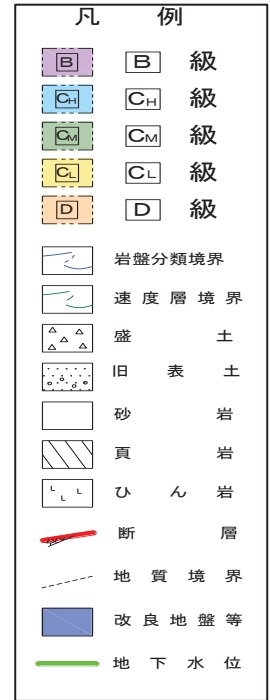 凡 例
B B 級
CH CH 級
CM CM 級
CL CL 級
D D 級
岩盤分類境界
速度層境界
盛土
旧表土
砂岩
頁岩
ひん岩
断層
地質境界
改良地盤等
地下水位